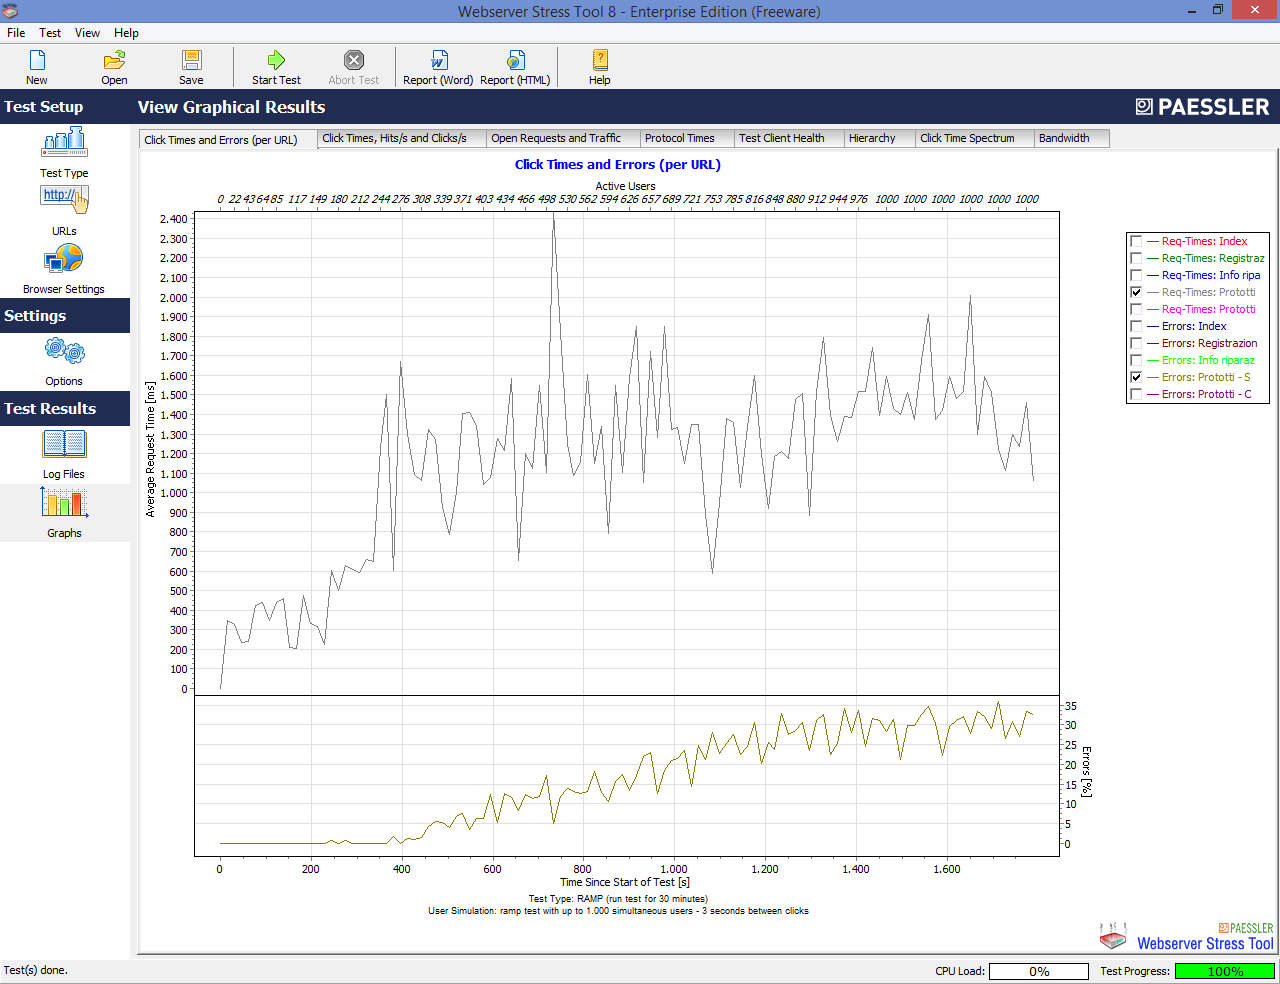 Webserver Stress Tool 8 - Enterprise Edition (Freeware)
File Test View Help
New Open Save Start Test Abort Test Report (Word) Report (HTML) Help
Test Setup
View Graphical Results
PAESSLER
Test Type
http://
URLs
Browser Settings
Settings
Options
Test Results
Log Files
Graphs
Click Times and Errors (per URL) Click Times, Hits/s and Clicks/s Open Requests and Traffic Protocol Times Test Client Health Hierarchy Click Time Spectrum Bandwidth
Click Times and Errors (per URL)
Active Users
0 22 43 64 85 117 149 180 212 244 276 308 339 371 403 434 466 498 530 562 594 626 657 689 721 753 785 816 848 880 912 944 976 1000 1000 1000 1000 1000 1000
2.400
2.300
2.200
2.100
2.000
1.900
1.800
1.700
1.600
1.500
1.400
1.300
1.200
1.100
1.000
900
800
700
600
500
400
300
200
100
0
Average Request Time [ms]
35
30
25
20
15
10
5
0
Errors [%]
0 200 400 600 800 1.000 1.200 1.400 1.600
Time Since Start of Test [s]
Test Type: RAMP (run test for 30 minutes)
User Simulation: ramp test with up to 1.000 simultaneous users - 3 seconds between clicks
Req-Times: Index
Req-Times: Registraz
Req-Times: Info ripa
Req-Times: Prototti
Req-Times: Prototti
Errors: Index
Errors: Registrazion
Errors: Info riparaz
Errors: Prototti - S
Errors: Prototti - C
PAESSLER
Webserver Stress Tool
Test(s) done.
CPU Load: 0% Test Progress: 100%